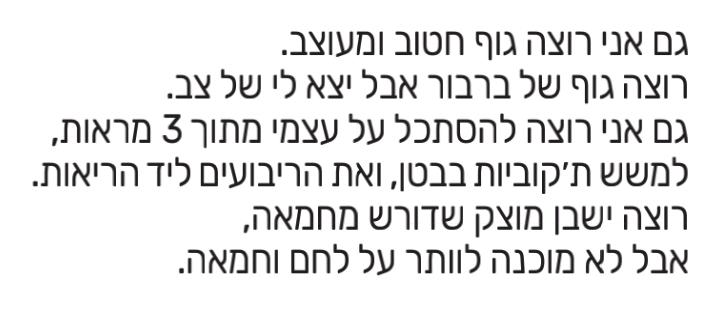 גם אני רוצה גוף חטוב ומעוצב.
רוצה גוף של ברבור אבל יצא לי של צב.
גם אני רוצה להסתכל על עצמי מתוך 3 מראות,
למשש ת׳קוביות בבטן, ואת הריבועים ליד הריאות.
רוצה ישבן מוצק שדורש מחמאה,
אבל לא מוכנה לוותר על לחם וחמאה.